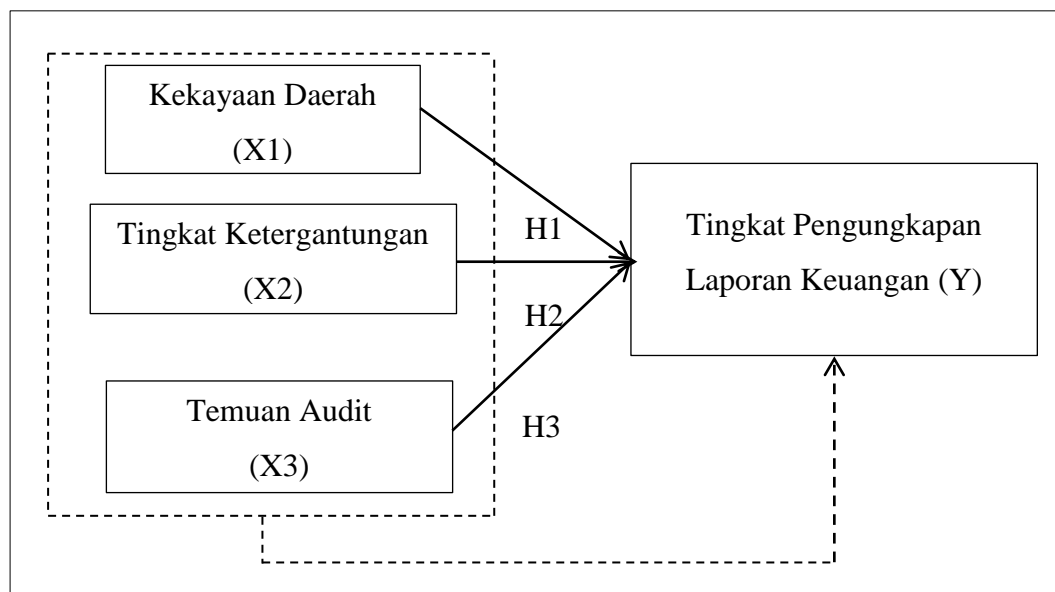 Kekayaan Daerah
(X1)
Tingkat Ketergantungan
(X2)
Temuan Audit
(X3)
H1
H2
H3
Tingkat Pengungkapan
Laporan Keuangan (Y)